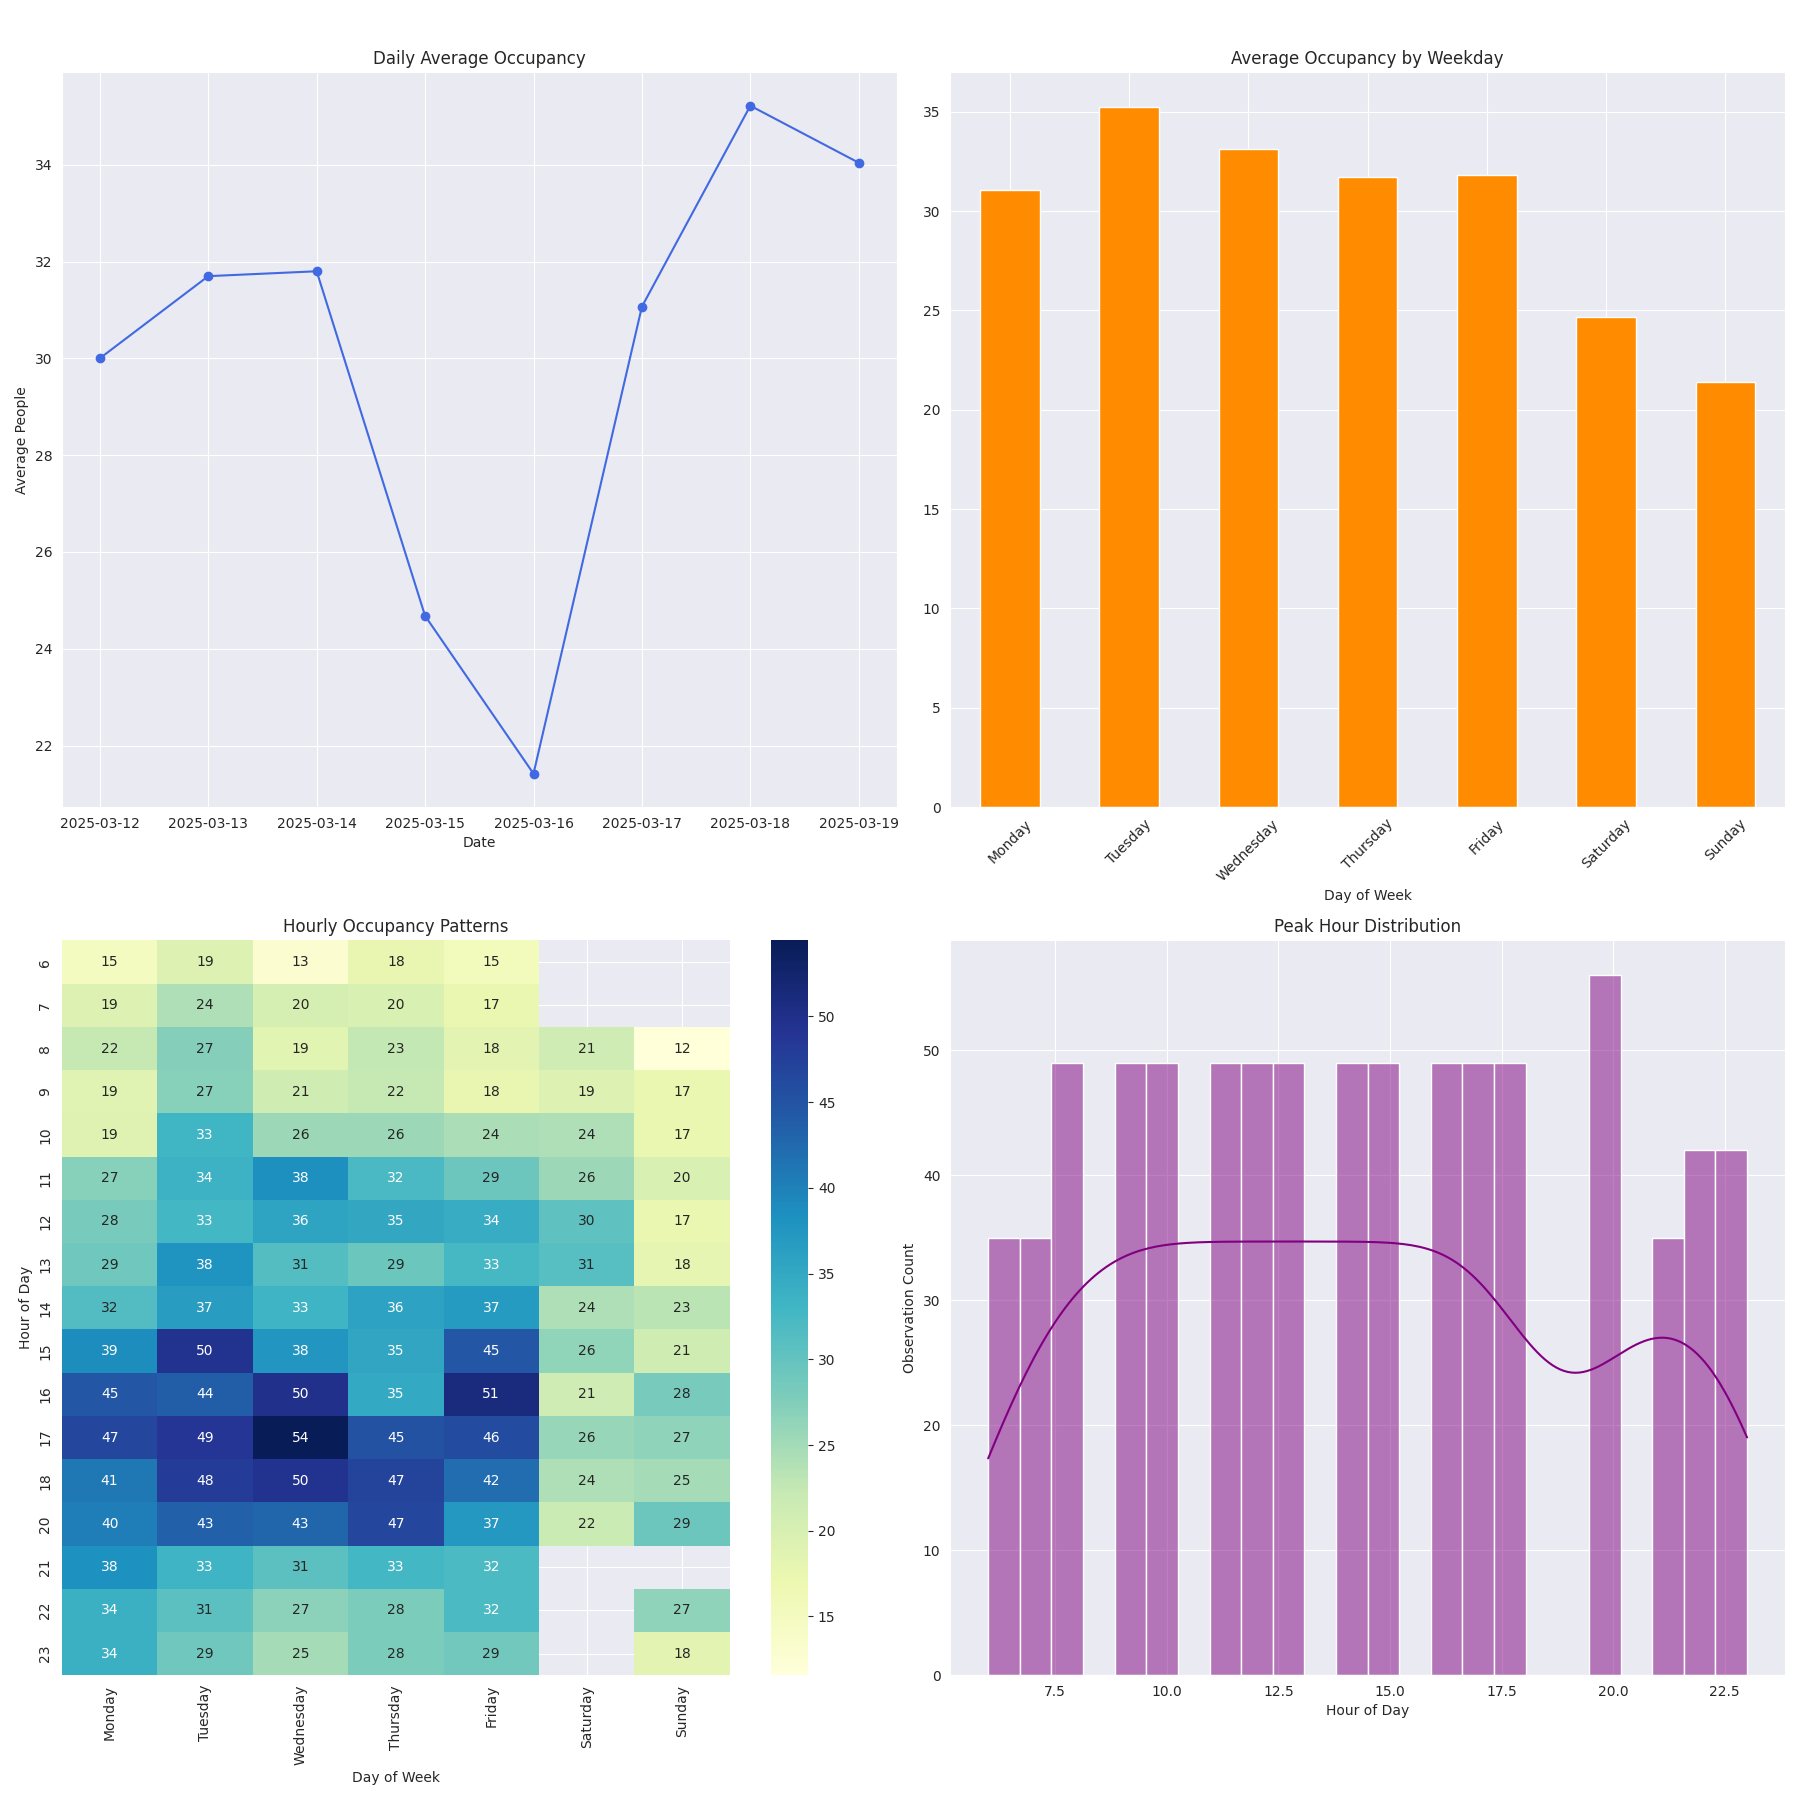 Daily Average Occupancy
Average People
34
32
30
28
26
24
22
2025-03-12 2025-03-13 2025-03-14 2025-03-15 2025-03-16 2025-03-17 2025-03-18 2025-03-19
Date
Average Occupancy by Weekday
35
30
25
20
15
10
5
0
Monday Tuesday Wednesday Thursday Friday Saturday Sunday
Day of Week
Hourly Occupancy Patterns
Hour of Day
6 15 19 13 18 15
7 19 24 20 20 17
8 22 27 19 23 18 21 12
9 19 27 21 22 18 19 17
10 19 33 26 26 24 24 17
11 27 34 38 32 29 26 20
12 28 33 36 35 34 30 17
13 29 38 31 29 33 31 18
14 32 37 33 36 37 24 23
15 39 50 38 35 45 26 21
16 45 44 50 35 51 21 28
17 47 49 54 45 46 26 27
18 41 48 50 47 42 24 25
20 40 43 43 47 37 22 29
21 38 33 31 33 32
22 34 31 27 28 32 27
23 34 29 25 28 29 18
Monday Tuesday Wednesday Thursday Friday Saturday Sunday
Day of Week
50
45
40
35
30
25
20
15
Peak Hour Distribution
Observation Count
50
40
30
20
10
0
7.5 10.0 12.5 15.0 17.5 20.0 22.5
Hour of Day